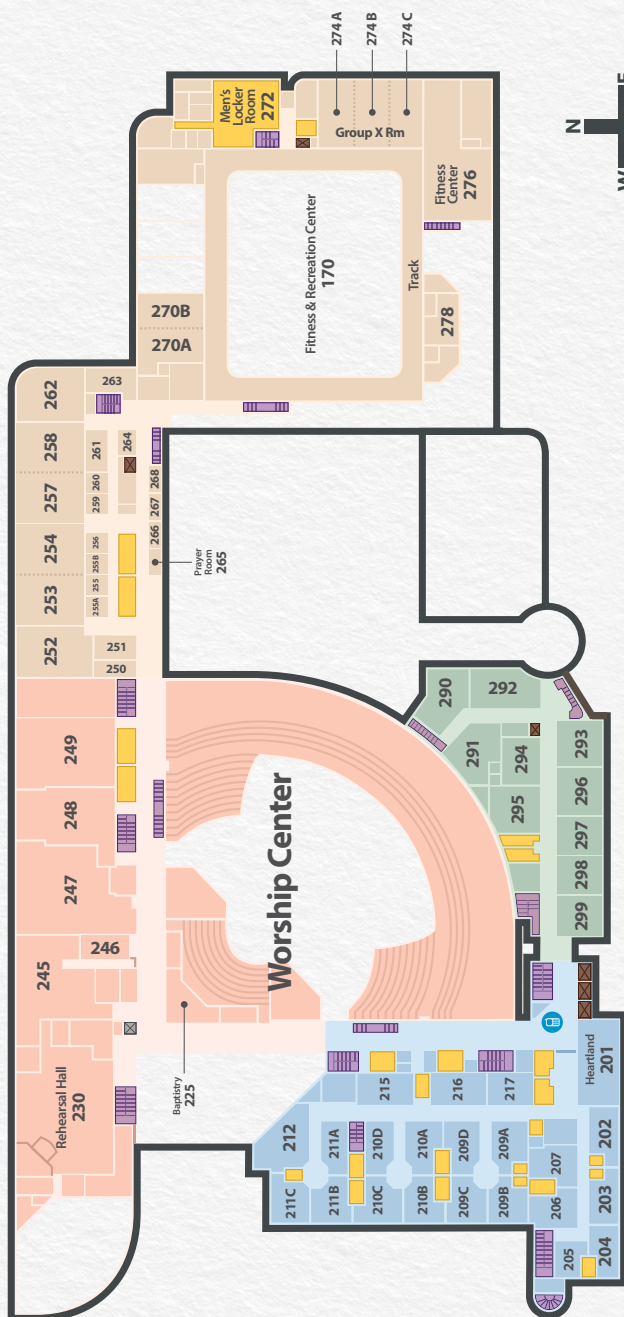 274 A
274 B
274 C
Men's
Locker
Room
272
Group X Rm
Fitness
Center
276
N
E
W
Fitness & Recreation Center
170
Track
278
270B
270A
262
263
258
261
264
257
260
259
268
267
266
254
256
255B
253
255
255A
Prayer
Room
265
252
251
250
249
248
247
246
245
Rehearsal Hall
230
Worship Center
Baptistry
225
290
292
291
294
293
295
296
297
298
299
Heartland
201
215
216
217
212
211A
210D
210A
209D
209A
207
202
211C
211B
210C
210B
209C
209B
206
203
205
204